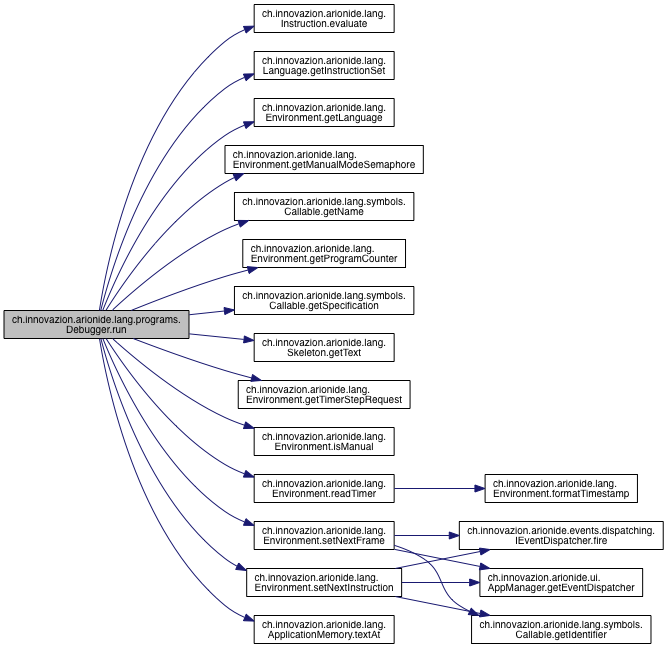 ch.innovazion.arionide.lang.
Instruction.evaluate
ch.innovazion.arionide.lang.
Language.getInstructionSet
ch.innovazion.arionide.lang.
Environment.getLanguage
ch.innovazion.arionide.lang.
Environment.getManualModeSemaphore
ch.innovazion.arionide.lang.symbols.
Callable.getName
ch.innovazion.arionide.lang.
Environment.getProgramCounter
ch.innovazion.arionide.lang.symbols.
Callable.getSpecification
ch.innovazion.arionide.lang.programs.
Debugger.run
ch.innovazion.arionide.lang.
Skeleton.getText
ch.innovazion.arionide.lang.
Environment.getTimerStepRequest
ch.innovazion.arionide.lang.
Environment.isManual
ch.innovazion.arionide.lang.
Environment.readTimer
ch.innovazion.arionide.lang.
Environment.formatTimestamp
ch.innovazion.arionide.lang.
Environment.setNextFrame
ch.innovazion.arionide.events.dispatching.
IEventDispatcher.fire
ch.innovazion.arionide.lang.
Environment.setNextInstruction
ch.innovazion.arionide.ui.
AppManager.getEventDispatcher
ch.innovazion.arionide.lang.
ApplicationMemory.textAt
ch.innovazion.arionide.lang.symbols.
Callable.getIdentifier